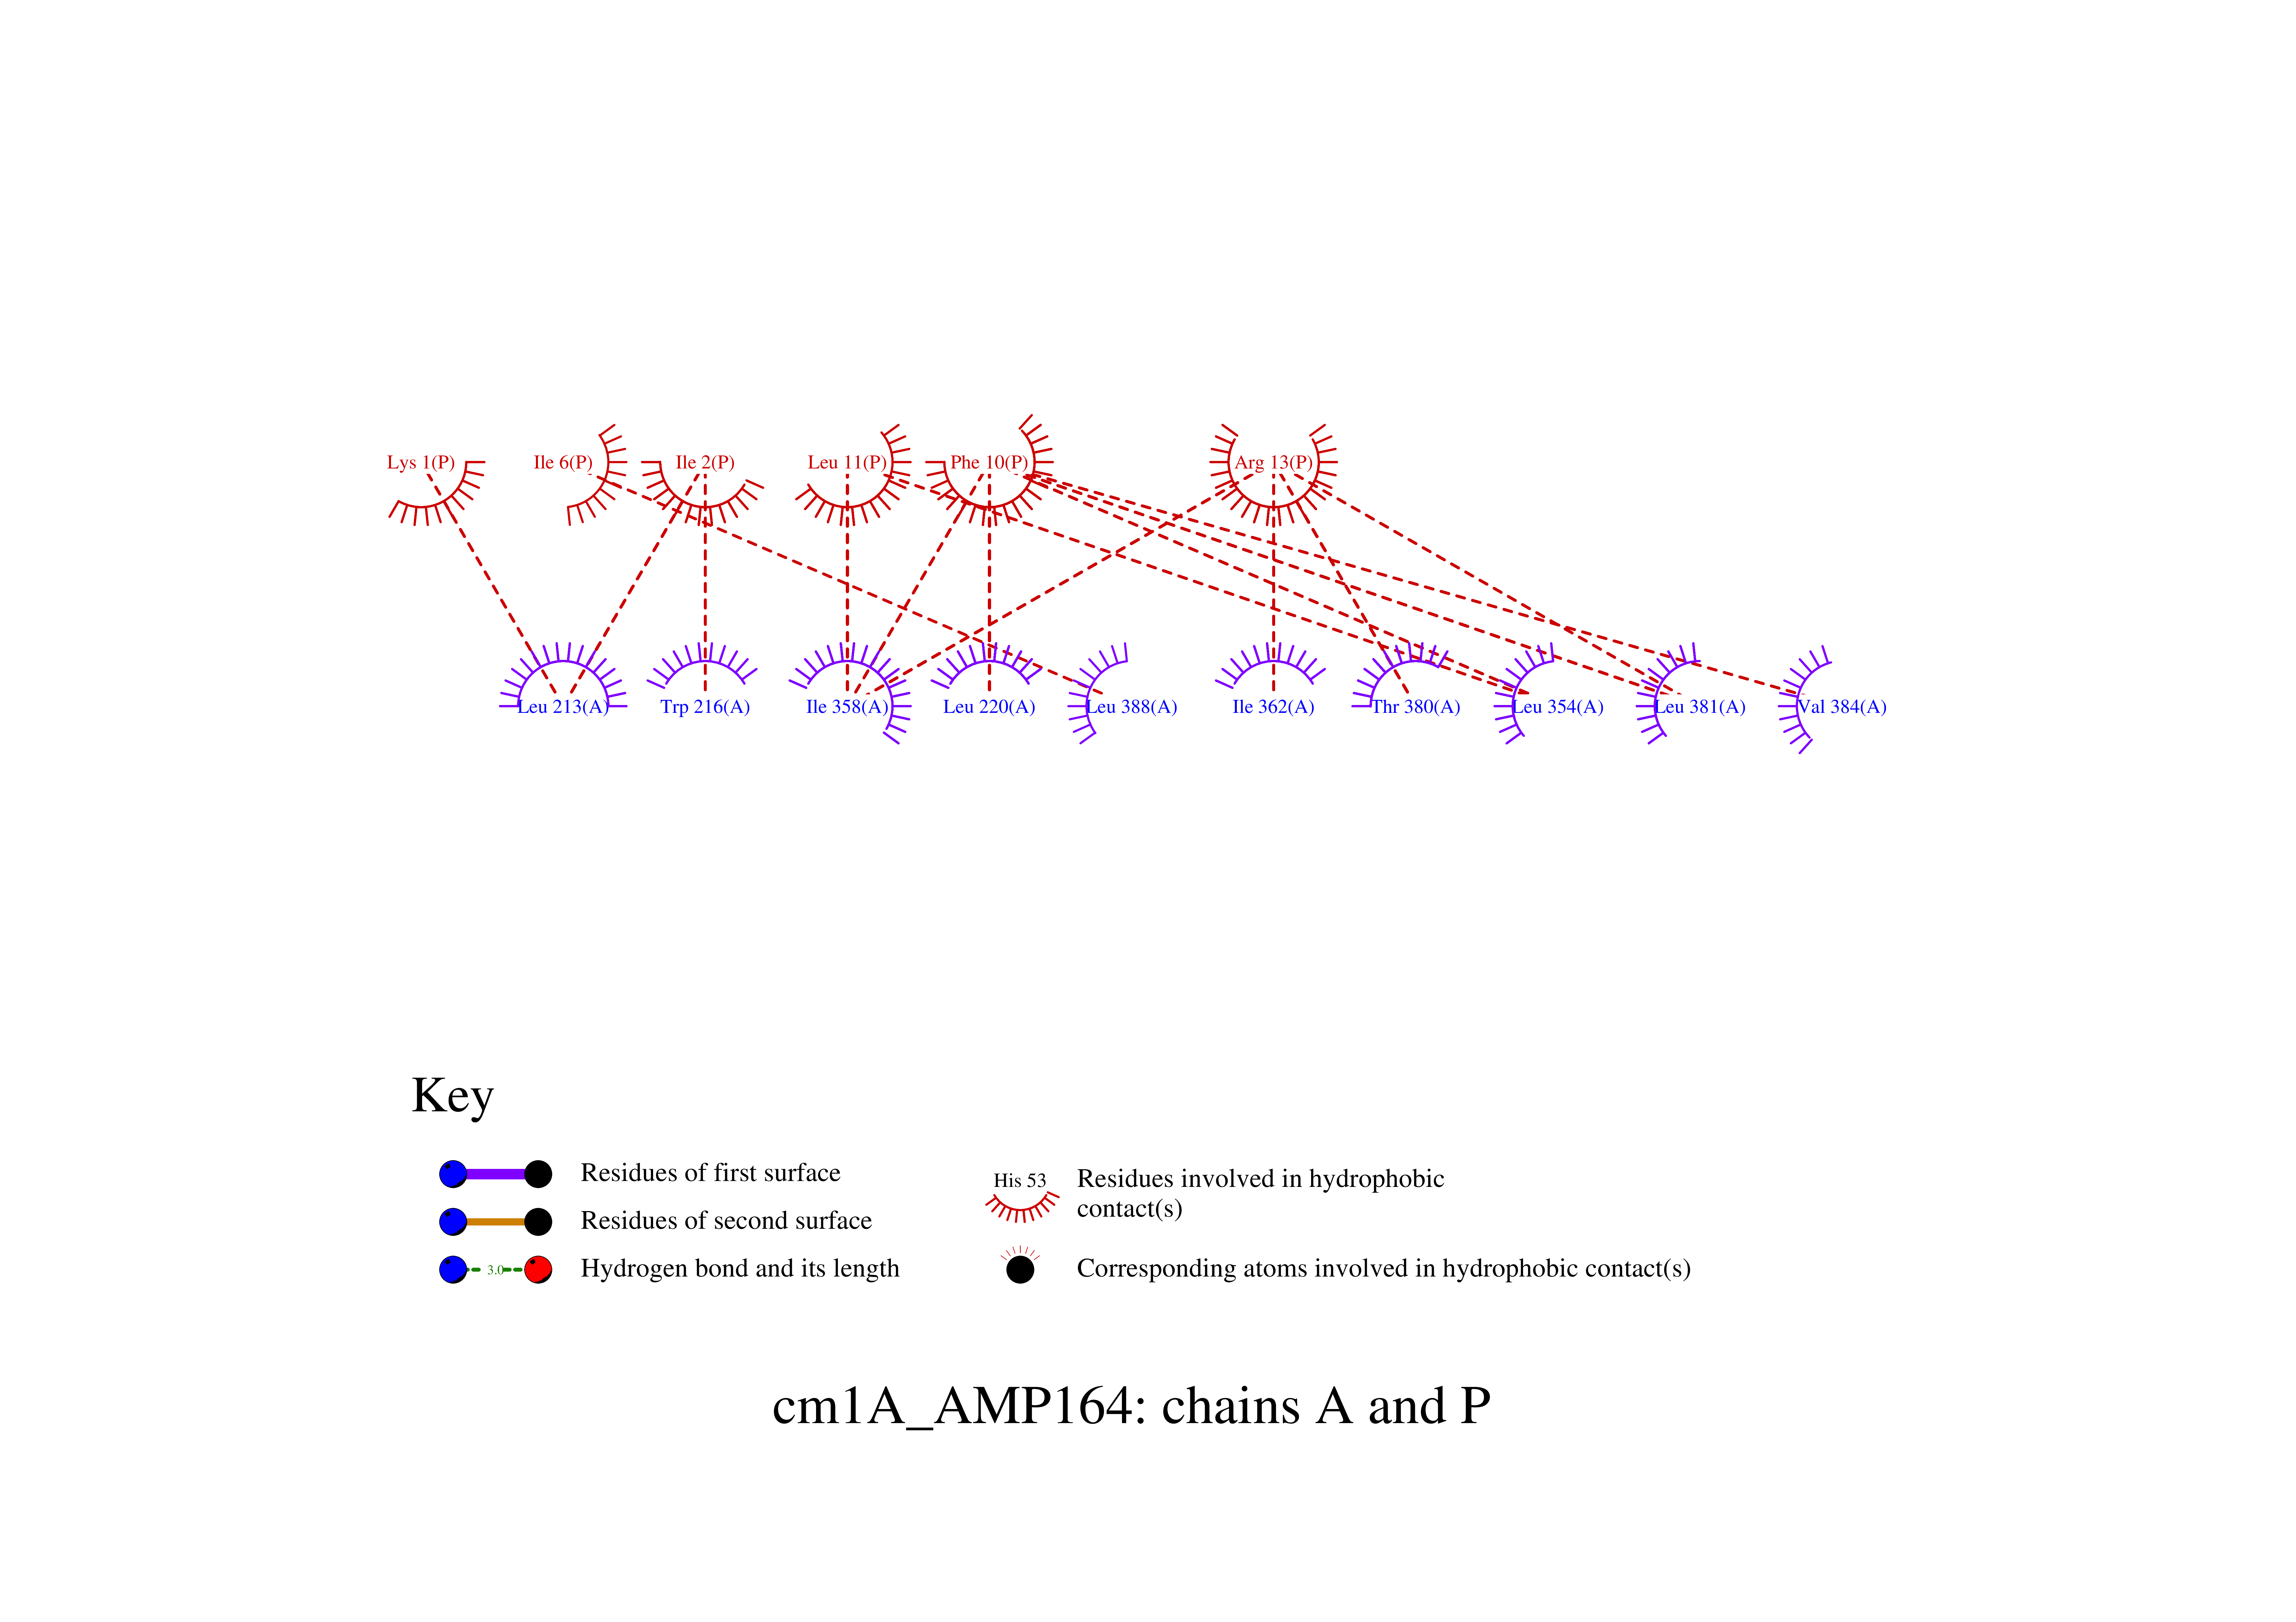 Lys 1(P) Ile 6(P) Ile 2(P) Leu 11(P) Phe 10(P) Arg 13(P)
Leu 213(A) Trp 216(A) Ile 358(A) Leu 220(A) Leu 388(A) Ile 362(A) Thr 380(A) Leu 354(A) Leu 381(A) Val 384(A)
Key
Residues of first surface
Residues of second surface
3.0 Hydrogen bond and its length
His 53 Residues involved in hydrophobic
contact(s)
Corresponding atoms involved in hydrophobic contact(s)
cm1A_AMP164: chains A and P